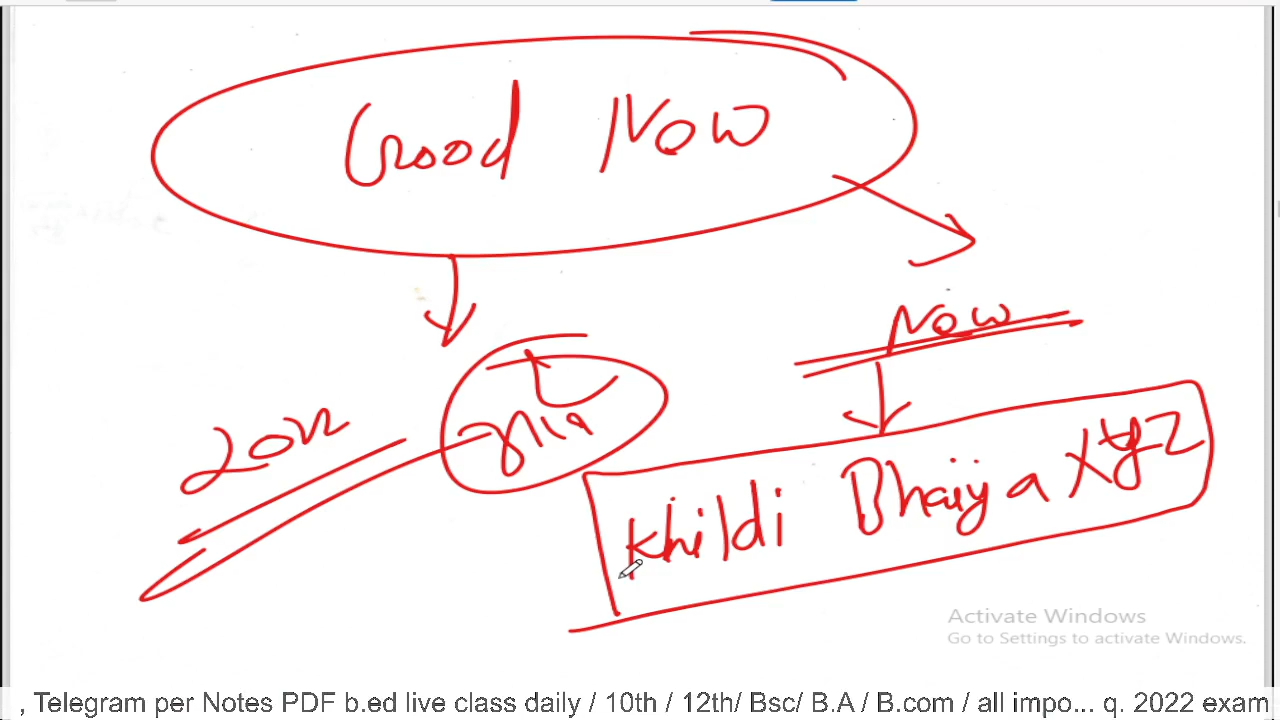 Good Now
Now
Khildi Bhaiya XYZ
Activate Windows
Go to Settings to activate Windows.
, Telegram per Notes PDF b.ed live class daily / 10th / 12th/ Bsc/ B.A / B.com / all impo... q. 2022 exam